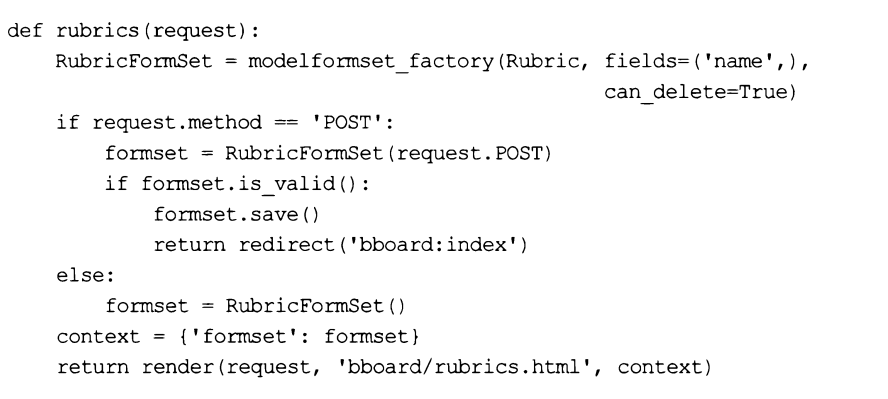 def rubrics(request):
    RubricFormSet = modelformset_factory(Rubric, fields=('name',),
                                                 can_delete=True)
    if request.method == 'POST':
        formset = RubricFormSet(request.POST)
        if formset.is_valid():
            formset.save()
            return redirect('bboard:index')
    else:
        formset = RubricFormSet()
    context = {'formset': formset}
    return render(request, 'bboard/rubrics.html', context)